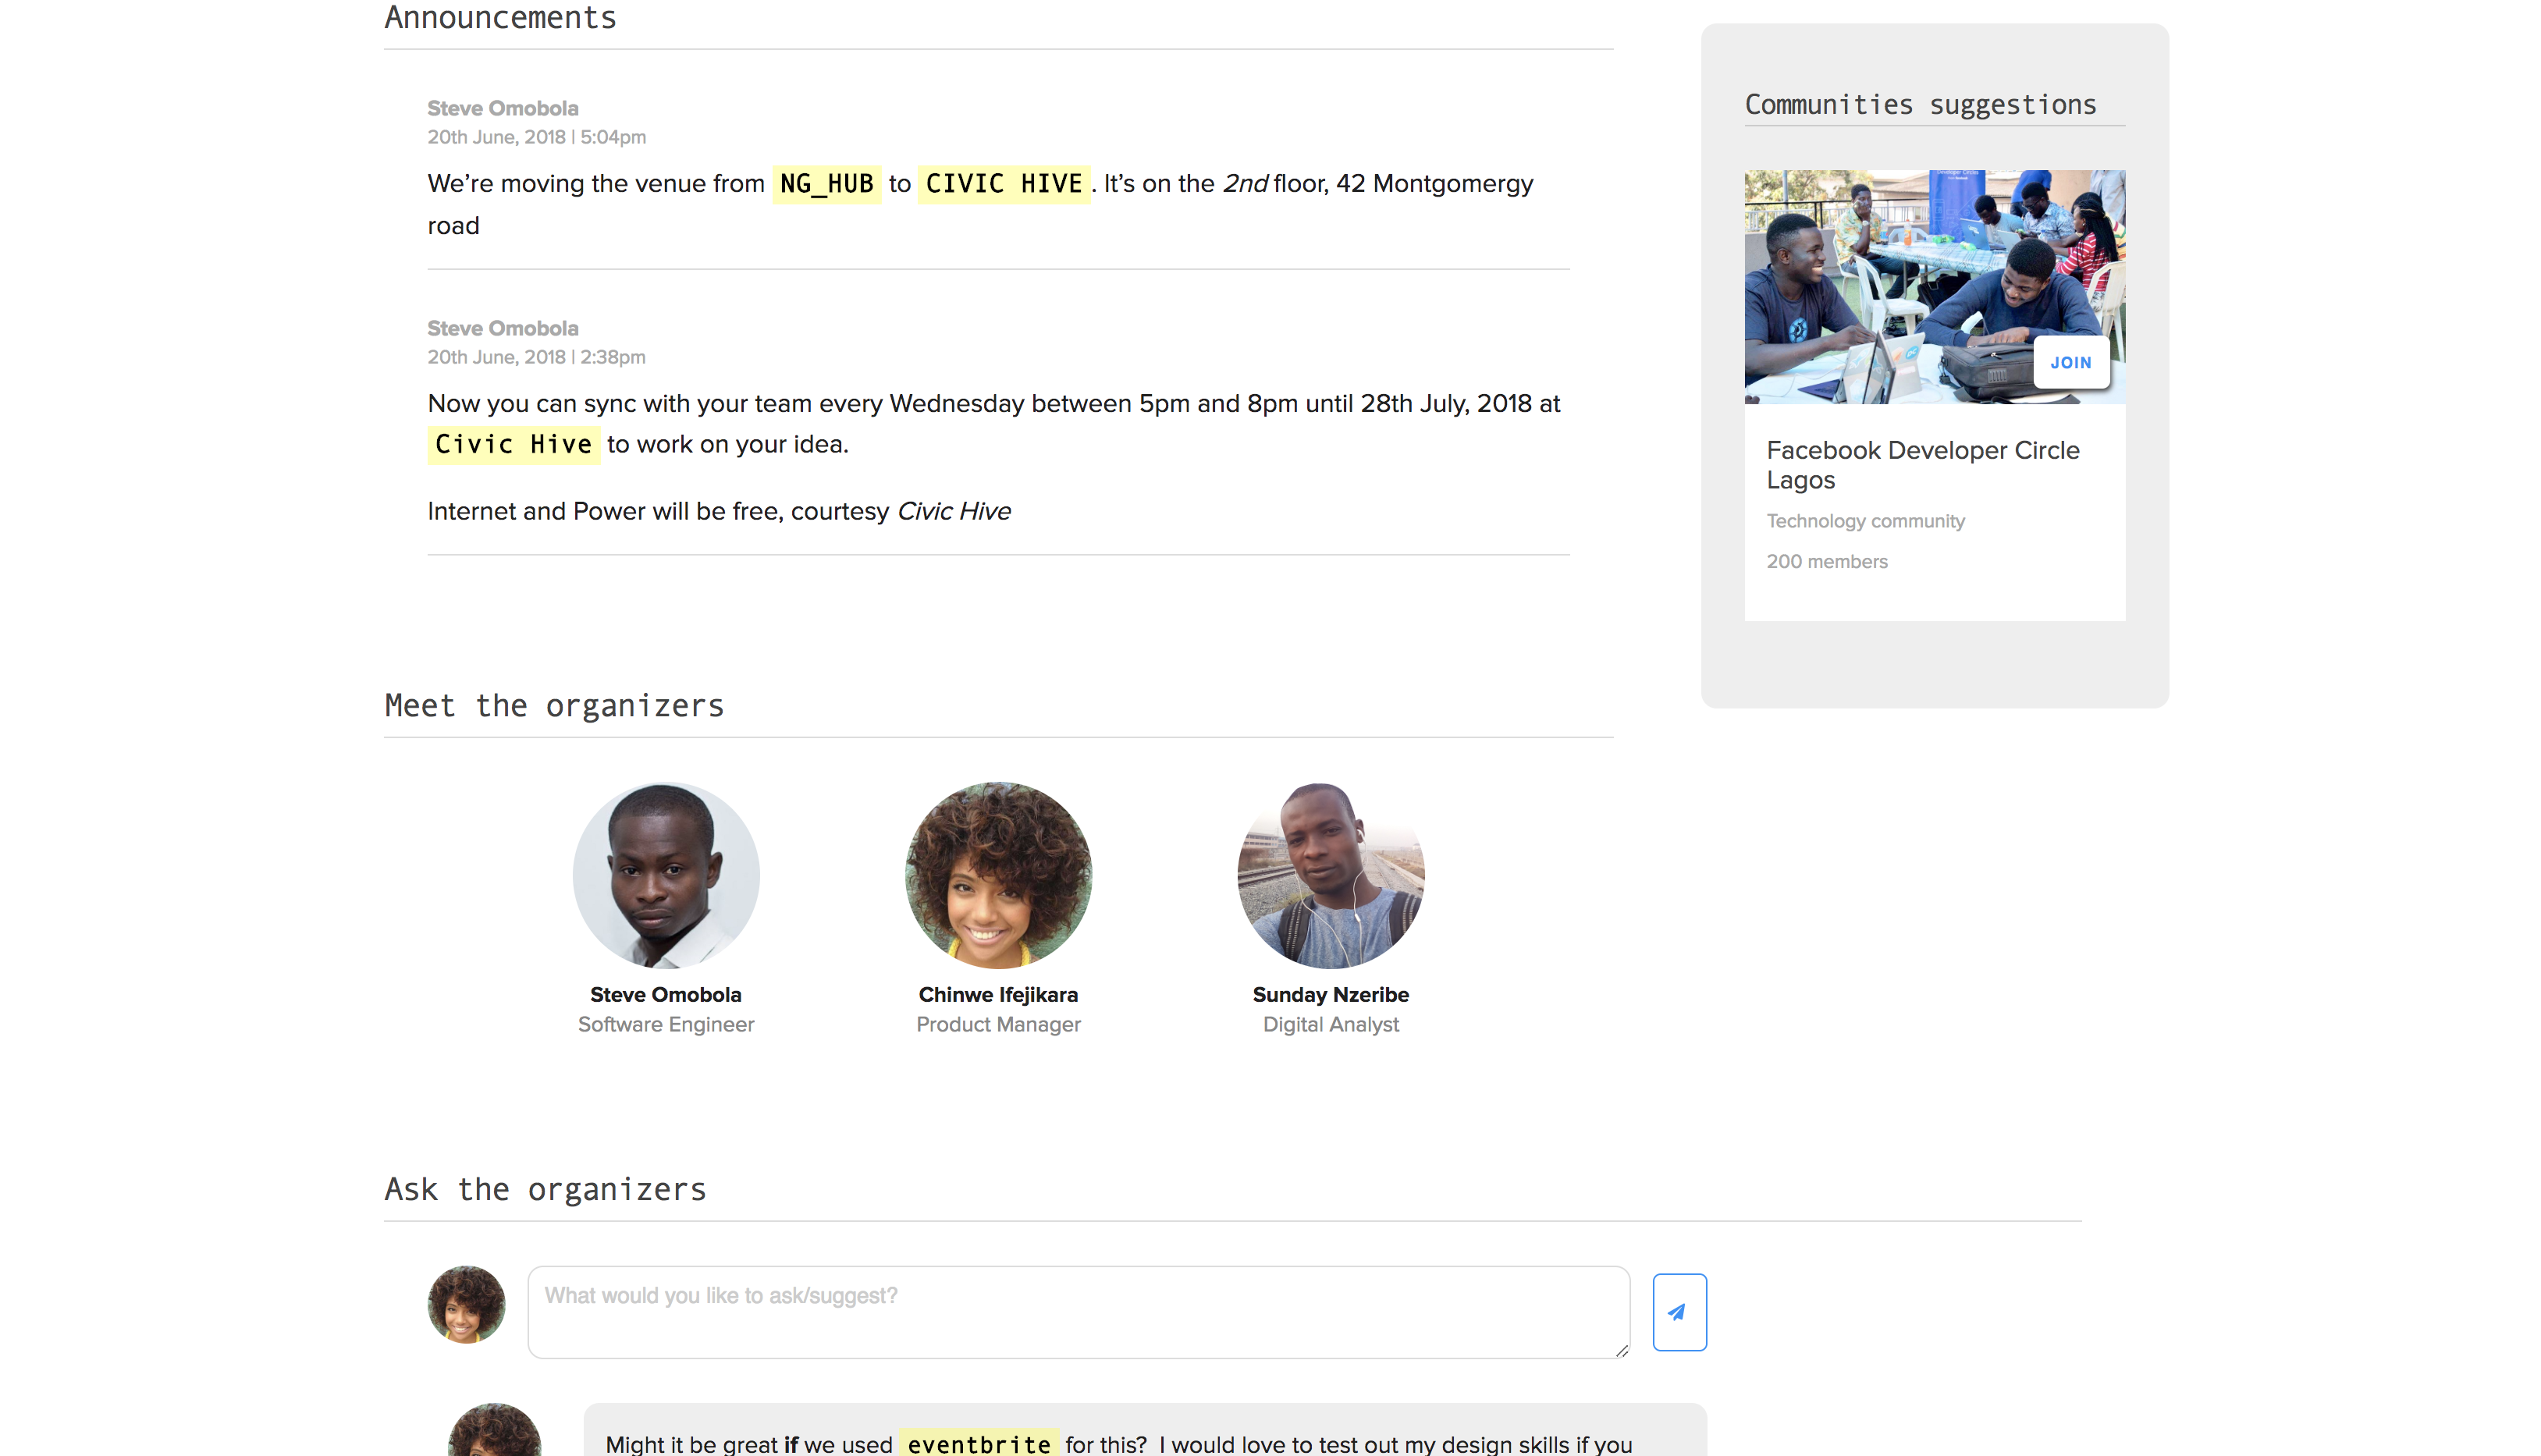 Announcements
Steve Omobola
20th June, 2018 | 5:04pm
We're moving the venue from NG_HUB to CIVIC HIVE . It's on the 2nd floor, 42 Montgomergy
road
Steve Omobola
20th June, 2018 | 2:38pm
Now you can sync with your team every Wednesday between 5pm and 8pm until 28th July, 2018 at
Civic Hive to work on your idea.
Internet and Power will be free, courtesy Civic Hive
Communities suggestions
Developer Circle
JOIN
Facebook Developer Circle
Lagos
Technology community
200 members
Meet the organizers
Steve Omobola
Software Engineer
Chinwe Ifejikara
Product Manager
Sunday Nzeribe
Digital Analyst
Ask the organizers
What would you like to ask/suggest?
Might it be great if we used eventbrite for this? I would love to test out my design skills if you